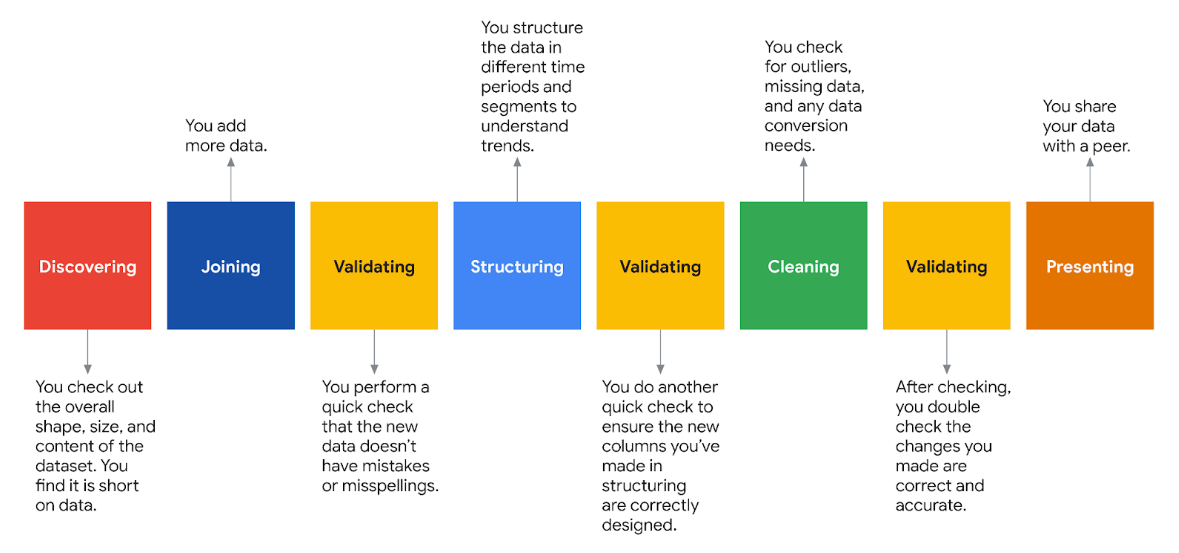 You structure
the data in
different time
periods and
segments to
understand
trends.
You check
for outliers,
missing data,
and any data
conversion
needs.
You add
more data.
You share
your data
with a peer.
Discovering
Joining
Validating
Structuring
Validating
Cleaning
Validating
Presenting
You check out
the overall
shape, size, and
content of the
dataset. You
find it is short
on data.
You perform a
quick check
that the new
data doesn’t
have mistakes
or misspellings.
You do another
quick check to
ensure the new
columns you’ve
made in
structuring
are correctly
designed.
After checking,
you double
check the
changes you
made are
correct and
accurate.